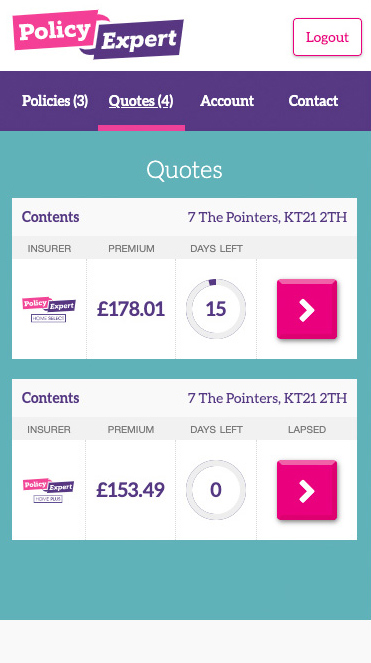 Policy Expert
Logout
Policies (3) Quotes (4) Account Contact
Quotes
Contents 7 The Pointers, KT21 2TH
INSURER PREMIUM DAYS LEFT
Policy Expert
HOME SELECT
£178.01 15
Contents 7 The Pointers, KT21 2TH
INSURER PREMIUM DAYS LEFT LAPSED
Policy Expert
HOME PLUS
£153.49 0